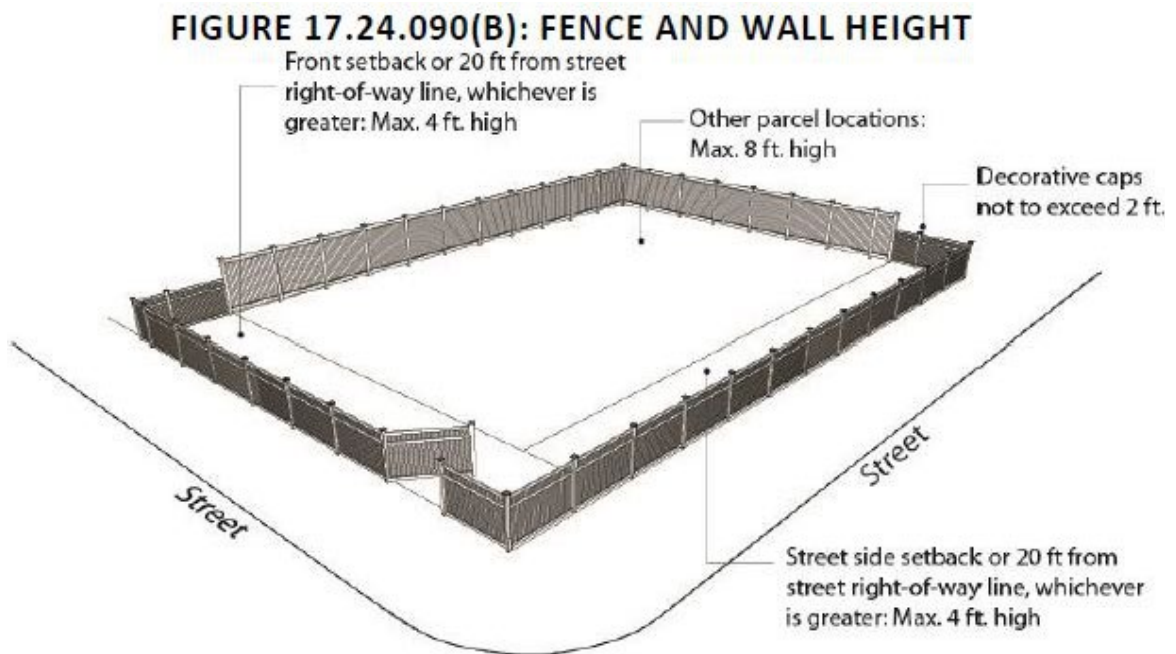 FIGURE 17.24.090(B): FENCE AND WALL HEIGHT
Front setback or 20 ft from street
right-of-way line, whichever is
greater: Max. 4 ft. high
Other parcel locations:
Max. 8 ft. high
Decorative caps
not to exceed 2 ft.
Street
Street
Street side setback or 20 ft from
street right-of-way line, whichever
is greater: Max. 4 ft. high